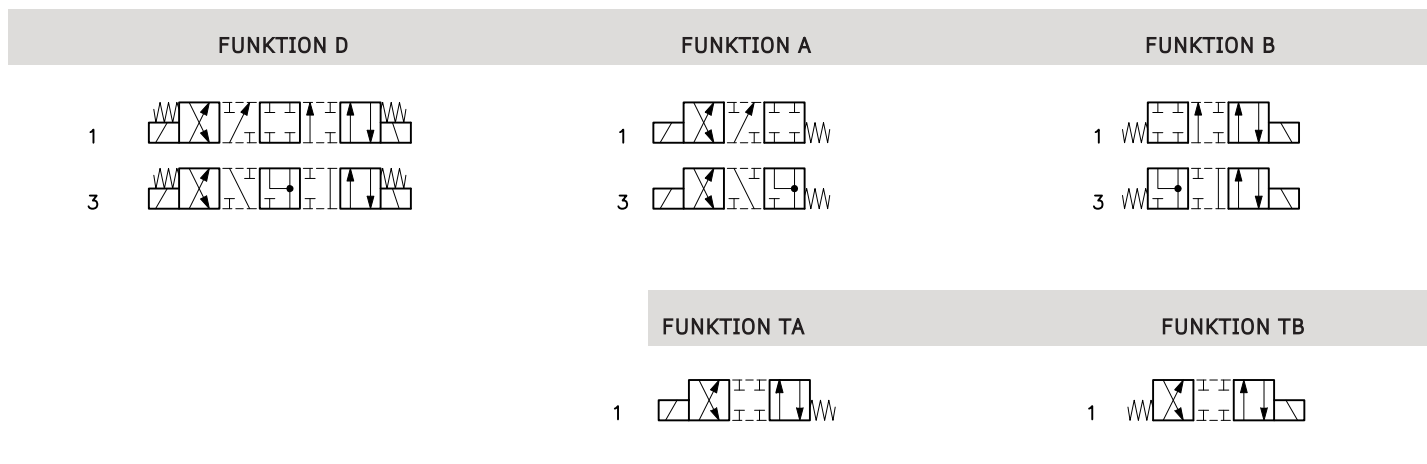 FUNKTION D FUNKTION A FUNKTION B
1 1 1
3 3 3
FUNKTION TA FUNKTION TB
1 1